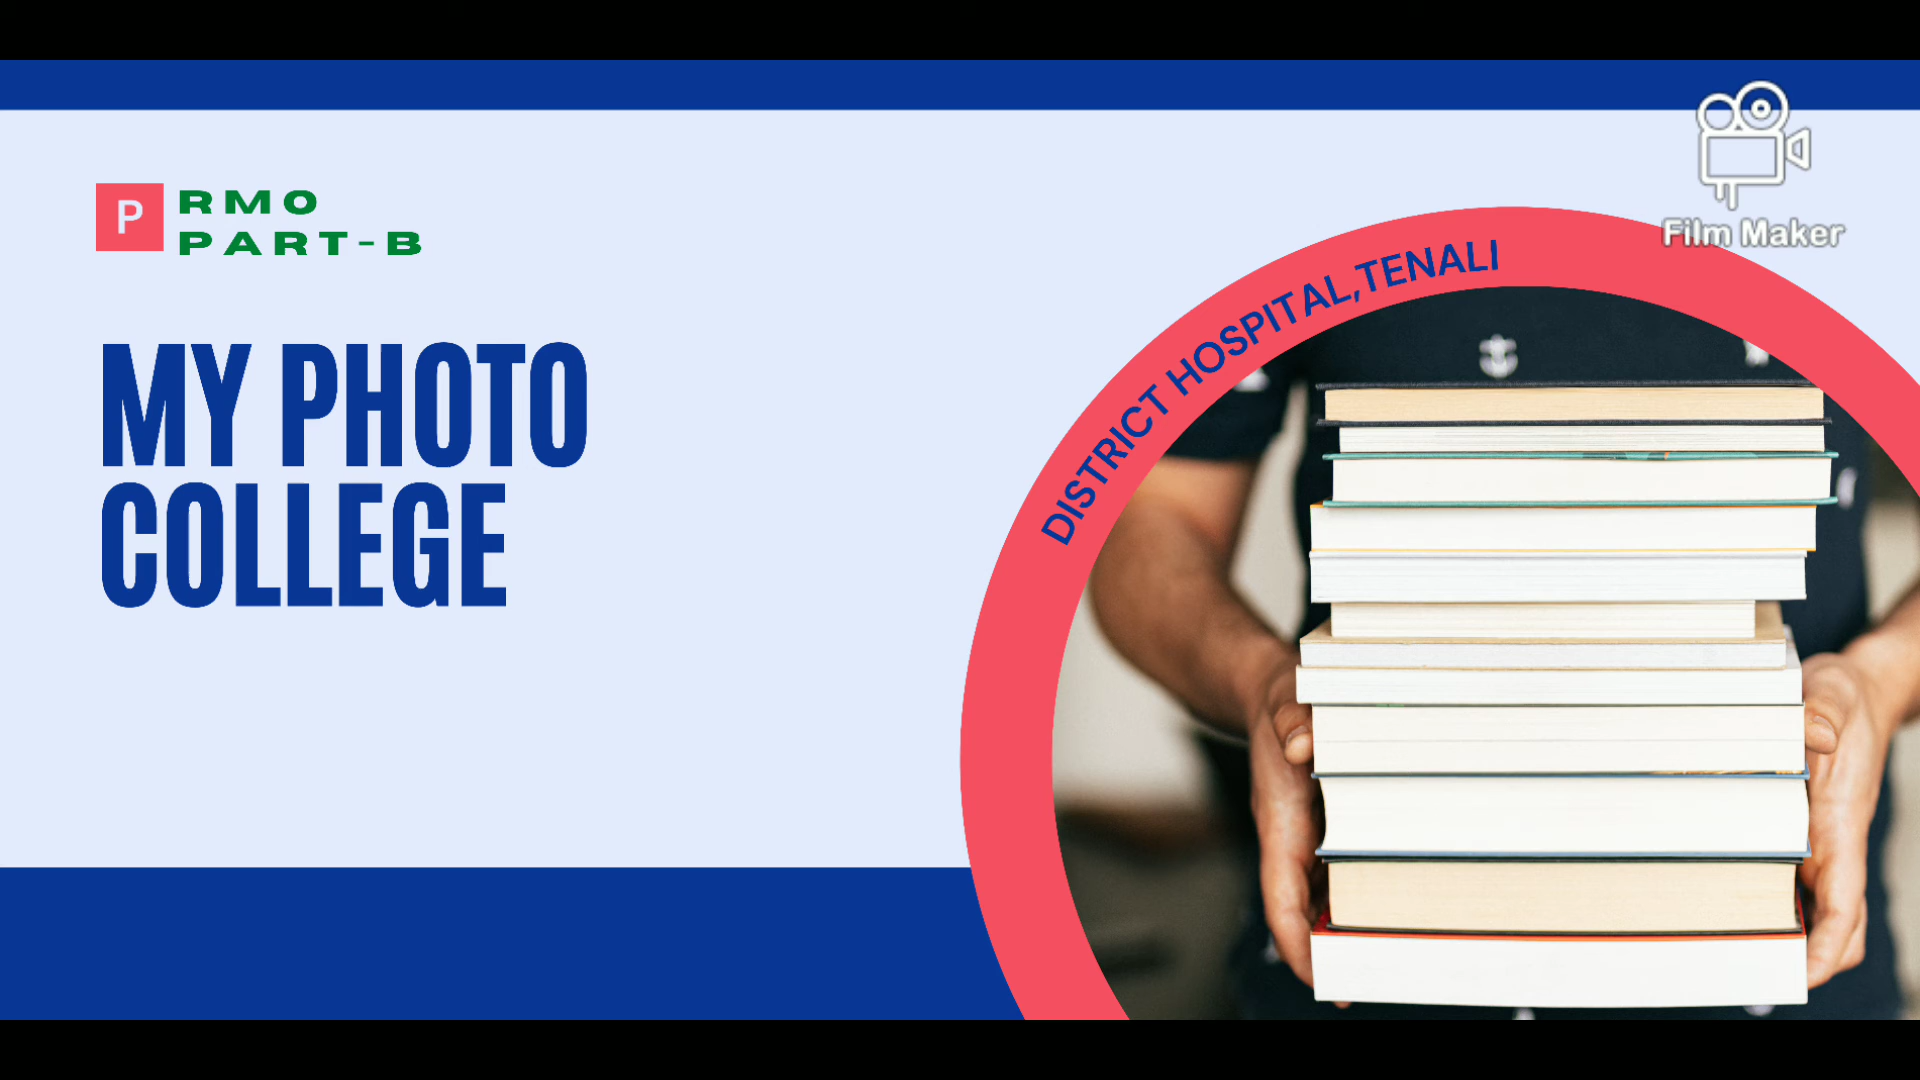 P
RMO
PART-B
MY PHOTO
COLLEGE
DISTRICT HOSPITAL,TENALI
Film Maker